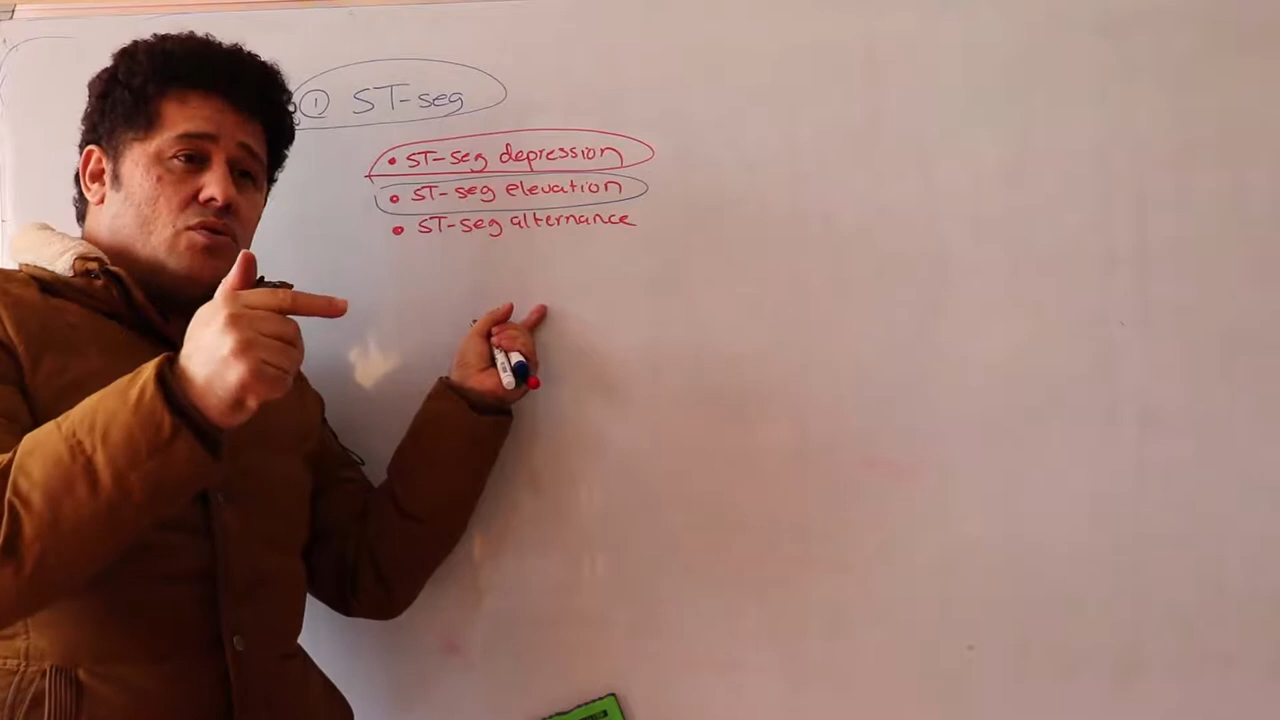 ① ST-seg
• ST-seg depression
• ST-seg elevation
• ST-seg alternance